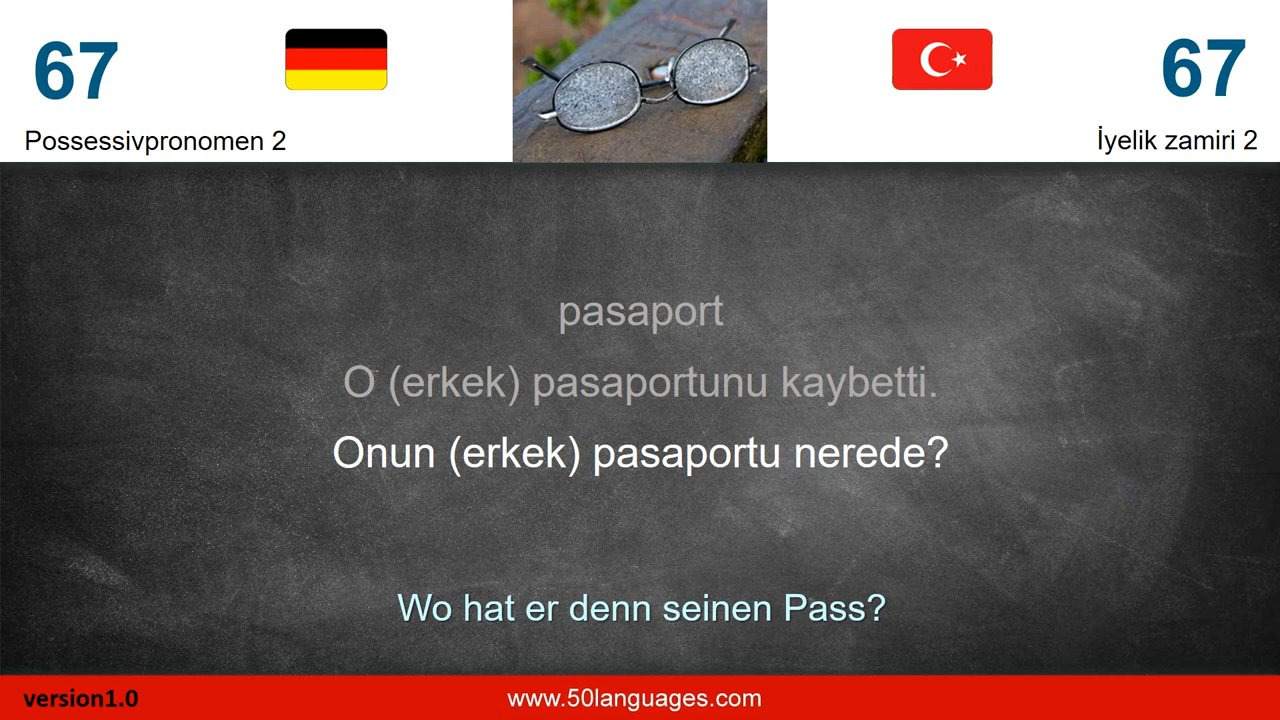 67
67
Possessivpronomen 2
İyelik zamiri 2
pasaport
O (erkek) pasaportunu kaybetti.
Onun (erkek) pasaportu nerede?
Wo hat er denn seinen Pass?
version1.0
www.50languages.com